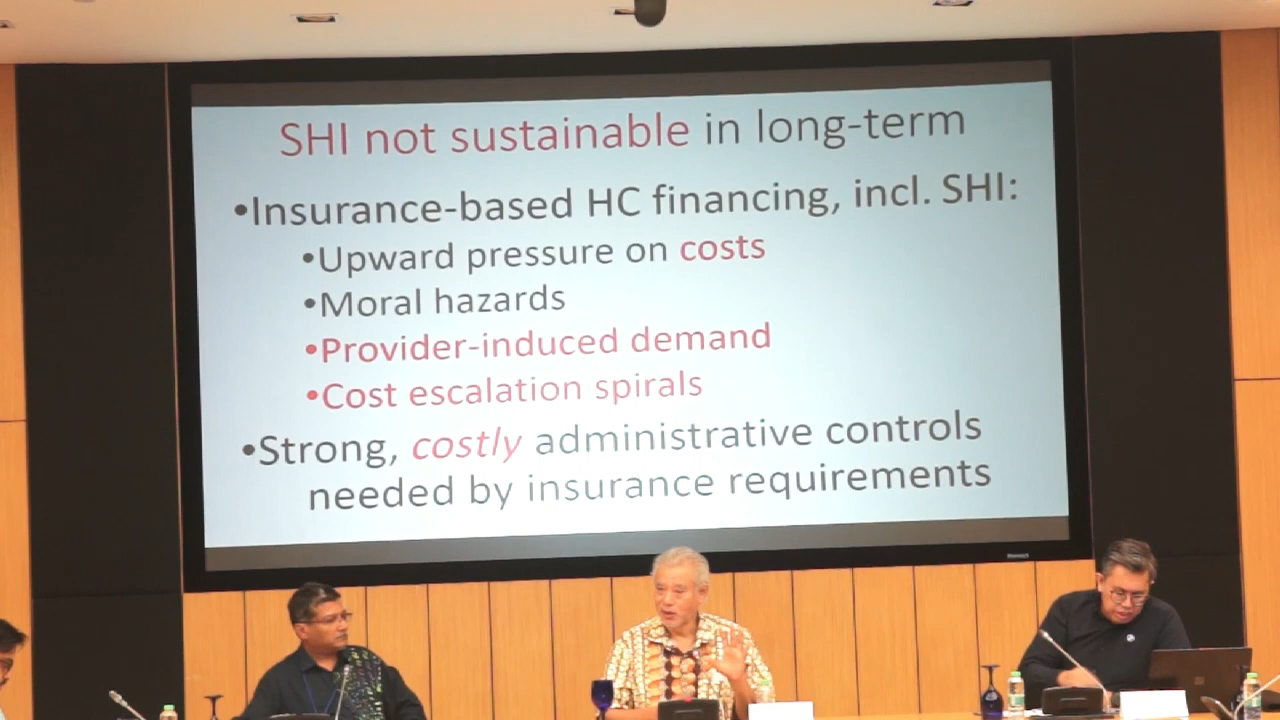 SHI not sustainable in long-term
•Insurance-based HC financing, incl. SHI:
•Upward pressure on costs
•Moral hazards
•Provider-induced demand
•Cost escalation spirals
•Strong, costly administrative controls
needed by insurance requirements